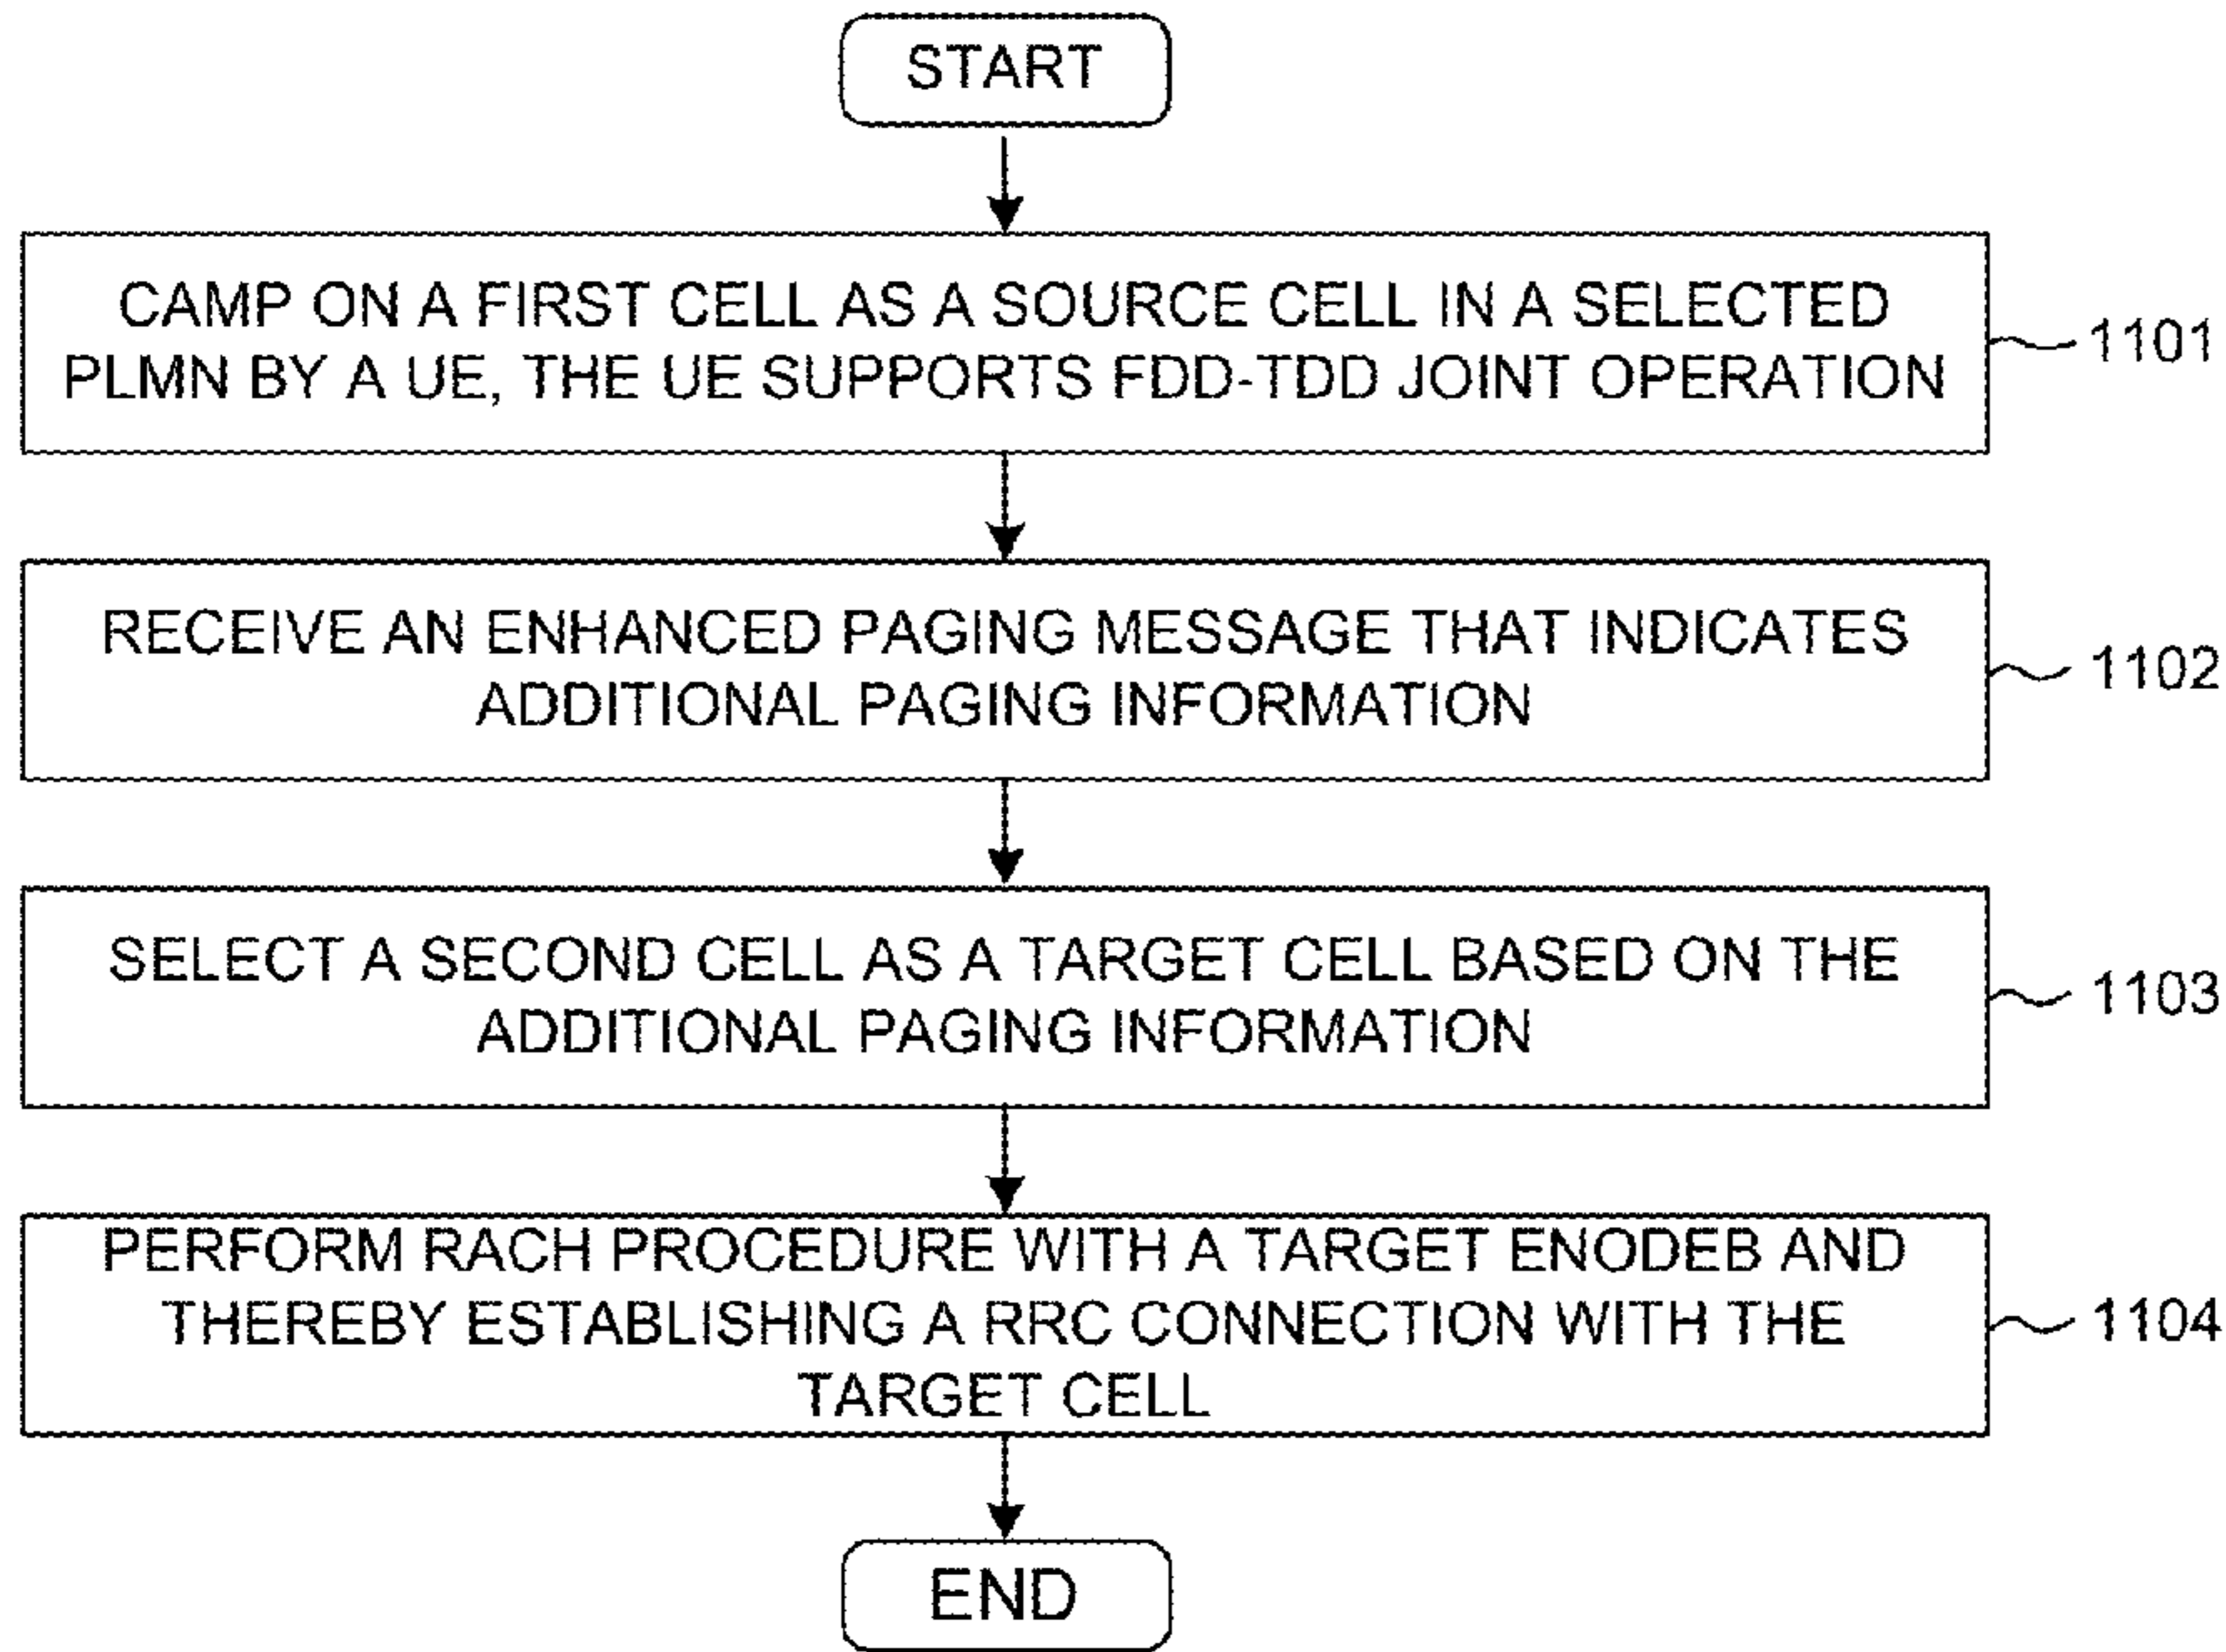 START
CAMP ON A FIRST CELL AS A SOURCE CELL IN A SELECTED
PLMN BY A UE, THE UE SUPPORTS FDD-TDD JOINT OPERATION
1101
RECEIVE AN ENHANCED PAGING MESSAGE THAT INDICATES
ADDITIONAL PAGING INFORMATION
1102
SELECT A SECOND CELL AS A TARGET CELL BASED ON THE
ADDITIONAL PAGING INFORMATION
1103
PERFORM RACH PROCEDURE WITH A TARGET ENODEB AND
THEREBY ESTABLISHING A RRC CONNECTION WITH THE
TARGET CELL
1104
END